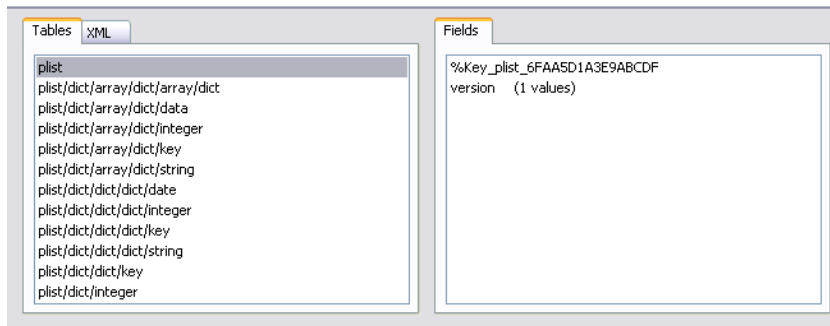 Tables XML
plist
plist/dict/array/dict/array/dict
plist/dict/array/dict/data
plist/dict/array/dict/integer
plist/dict/array/dict/key
plist/dict/array/dict/string
plist/dict/dict/dict/date
plist/dict/dict/dict/integer
plist/dict/dict/dict/key
plist/dict/dict/dict/string
plist/dict/dict/key
plist/dict/integer
Fields
%Key_plist_6FAA5D1A3E9ABCDF
version (1 values)